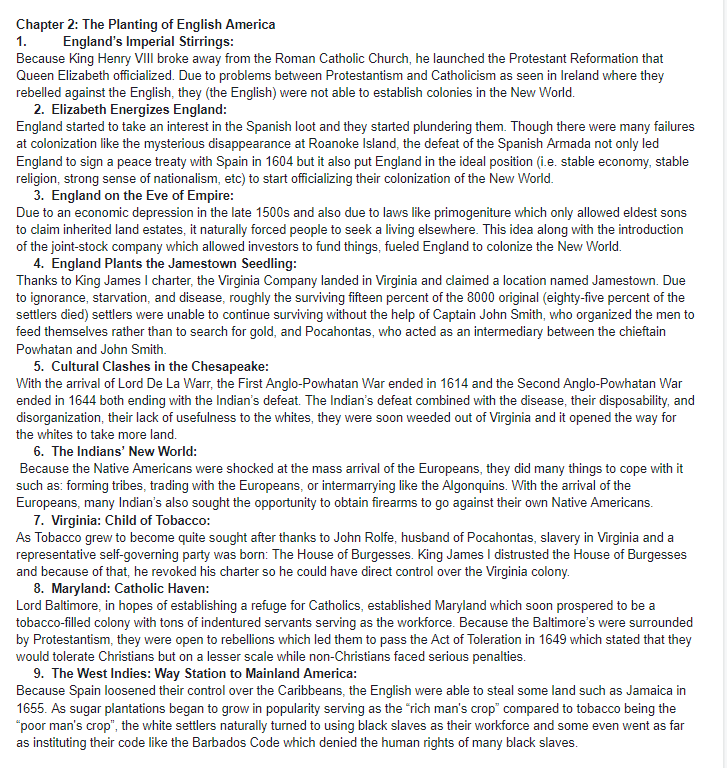 Chapter 2: The Planting of English America
1. England's Imperial Stirrings:
Because King Henry VIII broke away from the Roman Catholic Church, he launched the Protestant Reformation that
Queen Elizabeth officialized. Due to problems between Protestantism and Catholicism as seen in Ireland where they
rebelled against the English, they (the English) were not able to establish colonies in the New World.
2. Elizabeth Energizes England:
England started to take an interest in the Spanish loot and they started plundering them. Though there were many failures
at colonization like the mysterious disappearance at Roanoke Island, the defeat of the Spanish Armada not only led
England to sign a peace treaty with Spain in 1604 but it also put England in the ideal position (i.e. stable economy, stable
religion, strong sense of nationalism, etc) to start officializing their colonization of the New World.
3. England on the Eve of Empire:
Due to an economic depression in the late 1500s and also due to laws like primogeniture which only allowed eldest sons
to claim inherited land estates, it naturally forced people to seek a living elsewhere. This idea along with the introduction
of the joint-stock company which allowed investors to fund things, fueled England to colonize the New World.
4. England Plants the Jamestown Seedling:
Thanks to King James I charter, the Virginia Company landed in Virginia and claimed a location named Jamestown. Due
to ignorance, starvation, and disease, roughly the surviving fifteen percent of the 8000 original (eighty-five percent of the
settlers died) settlers were unable to continue surviving without the help of Captain John Smith, who organized the men to
feed themselves rather than to search for gold, and Pocahontas, who acted as an intermediary between the chieftain
Powhatan and John Smith.
5. Cultural Clashes in the Chesapeake:
With the arrival of Lord De La Warr, the First Anglo-Powhatan War ended in 1614 and the Second Anglo-Powhatan War
ended in 1644 both ending with the Indian's defeat. The Indian's defeat combined with the disease, their disposability, and
disorganization, their lack of usefulness to the whites, they were soon weeded out of Virginia and it opened the way for
the whites to take more land.
6. The Indians' New World:
Because the Native Americans were shocked at the mass arrival of the Europeans, they did many things to cope with it
such as: forming tribes, trading with the Europeans, or intermarrying like the Algonquins. With the arrival of the
Europeans, many Indian's also sought the opportunity to obtain firearms to go against their own Native Americans.
7. Virginia: Child of Tobacco:
As Tobacco grew to become quite sought after thanks to John Rolfe, husband of Pocahontas, slavery in Virginia and a
representative self-governing party was born: The House of Burgesses. King James I distrusted the House of Burgesses
and because of that, he revoked his charter so he could have direct control over the Virginia colony.
8. Maryland: Catholic Haven:
Lord Baltimore, in hopes of establishing a refuge for Catholics, established Maryland which soon prospered to be a
tobacco-filled colony with tons of indentured servants serving as the workforce. Because the Baltimore's were surrounded
by Protestantism, they were open to rebellions which led them to pass the Act of Toleration in 1649 which stated that they
would tolerate Christians but on a lesser scale while non-Christians faced serious penalties.
9. The West Indies: Way Station to Mainland America:
Because Spain loosened their control over the Caribbeans, the English were able to steal some land such as Jamaica in
1655. As sugar plantations began to grow in popularity serving as the "rich man's crop" compared to tobacco being the
"poor man's crop", the white settlers naturally turned to using black slaves as their workforce and some even went as far
as instituting their code like the Barbados Code which denied the human rights of many black slaves.